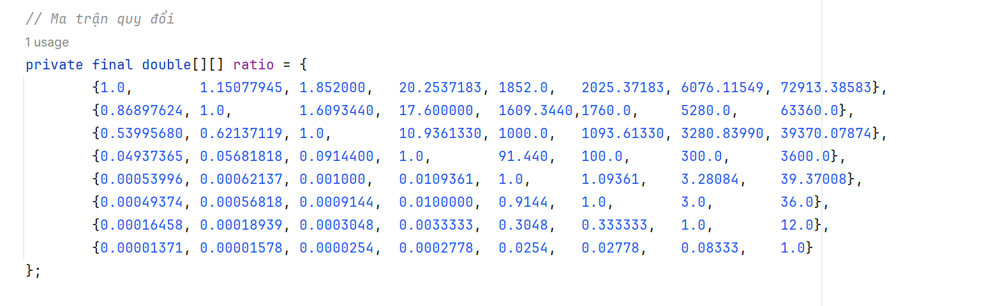 // Ma trận quy đổi
1 usage
private final double[][] ratio = {
{1.0, 1.15077945, 1.852000, 20.2537183, 1852.0, 2025.37183, 6076.11549, 72913.38583},
{0.86897624, 1.0, 1.6093440, 17.600000, 1609.3440,1760.0, 5280.0, 63360.0},
{0.53995680, 0.62137119, 1.0, 10.9361330, 1000.0, 1093.61330, 3280.83990, 39370.07874},
{0.04937365, 0.05681818, 0.0914400, 1.0, 91.440, 100.0, 300.0, 3600.0},
{0.00053996, 0.00062137, 0.001000, 0.0109361, 1.0, 1.09361, 3.28084, 39.37008},
{0.00049374, 0.00056818, 0.0009144, 0.0100000, 0.9144, 1.0, 3.0, 36.0},
{0.00016458, 0.00018939, 0.0003048, 0.0033333, 0.3048, 0.333333, 1.0, 12.0},
{0.00001371, 0.00001578, 0.0000254, 0.0002778, 0.0254, 0.02778, 0.08333, 1.0}
};